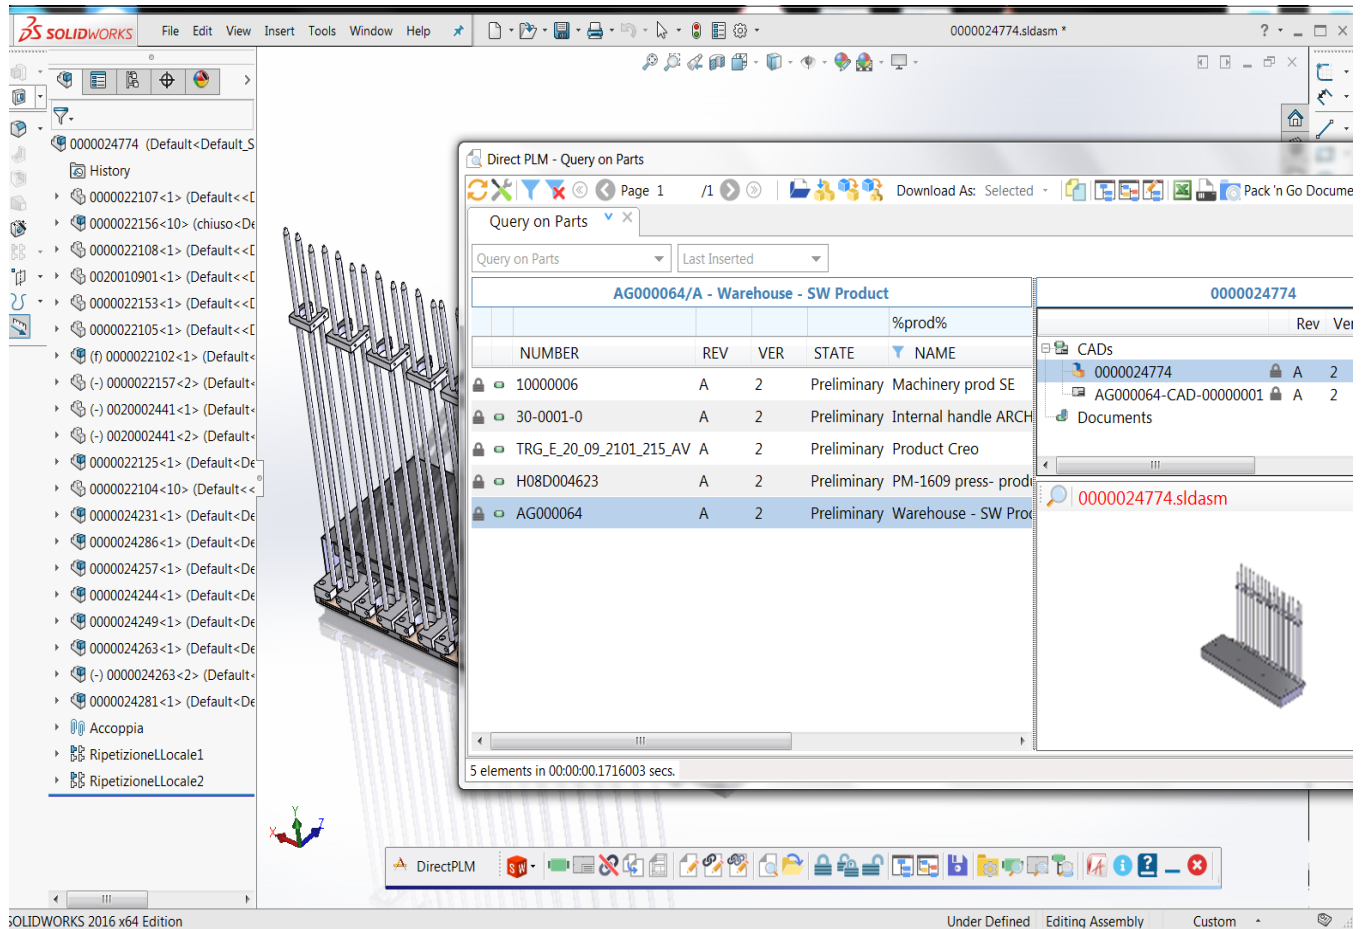 SOLIDWORKS File Edit View Insert Tools Window Help 0000024774.sldasm * ?
0000024774 (Default<Default_S
History
0000022107<1> (Default<<D
0000022156<10> (chiuso<De
0000022108<1> (Default<<D
0020010901<1> (Default<<D
0000022153<1> (Default<<D
0000022105<1> (Default<<D
(f) 0000022102<1> (Default<
(-) 0000022157<2> (Default<
(-) 0020002441<1> (Default<
(-) 0020002441<2> (Default<
0000022125<1> (Default<De
0000022104<10> (Default<<
0000024231<1> (Default<De
0000024286<1> (Default<De
0000024257<1> (Default<De
0000024244<1> (Default<De
0000024249<1> (Default<De
0000024263<1> (Default<De
(-) 0000024263<2> (Default<
0000024281<1> (Default<De
Accoppia
RipetizioneLLocale1
RipetizioneLLocale2
Y
X
Z
Direct PLM - Query on Parts
Page 1 /1 Download As: Selected Pack 'n Go Docume
Query on Parts
Query on Parts Last Inserted
AG000064/A - Warehouse - SW Product
%prod%
NUMBER REV VER STATE NAME
10000006 A 2 Preliminary Machinery prod SE
30-0001-0 A 2 Preliminary Internal handle ARCH
TRG_E_20_09_2101_215_AV A 2 Preliminary Product Creo
H08D004623 A 2 Preliminary PM-1609 press- produ
AG000064 A 2 Preliminary Warehouse - SW Prod
5 elements in 00:00:00.1716003 secs.
0000024774
Rev Ver
CADs
0000024774 A 2
AG000064-CAD-00000001 A 2
Documents
0000024774.sldasm
DirectPLM
SOLIDWORKS 2016 x64 Edition Under Defined Editing Assembly Custom